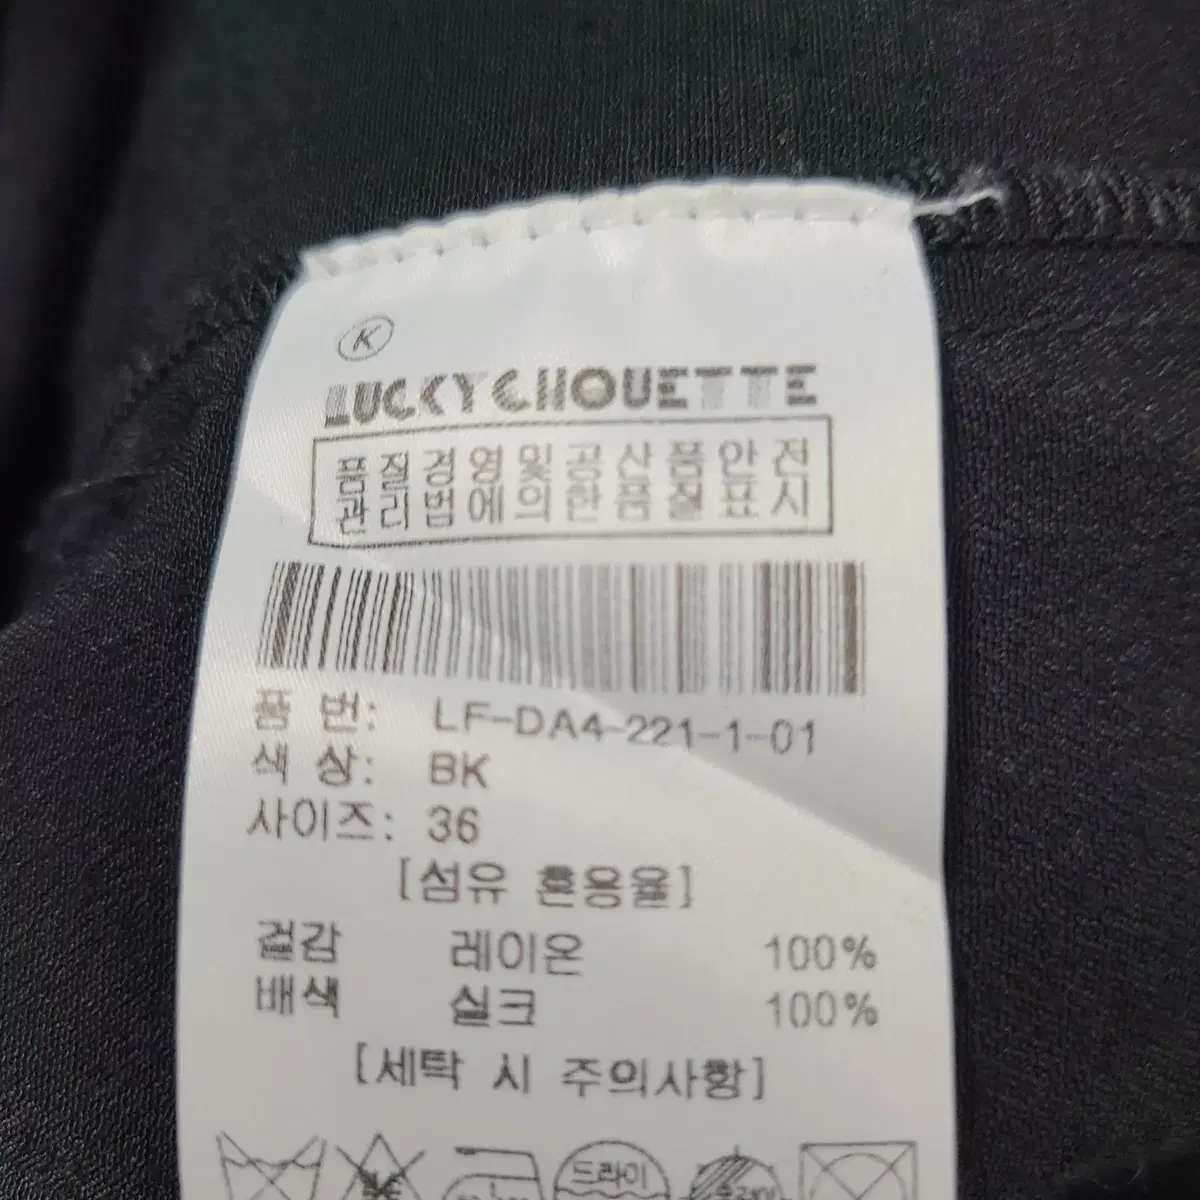 K
LUCKY CHOUETTE
품질경영및공산품안전
관리법에의한품질표시
품 번: LF-DA4-221-1-01
색 상: BK
사이즈: 36
[섬유 혼용율]
겉감 레이온 100%
배색 실크 100%
[세탁 시 주의사항]
드라이